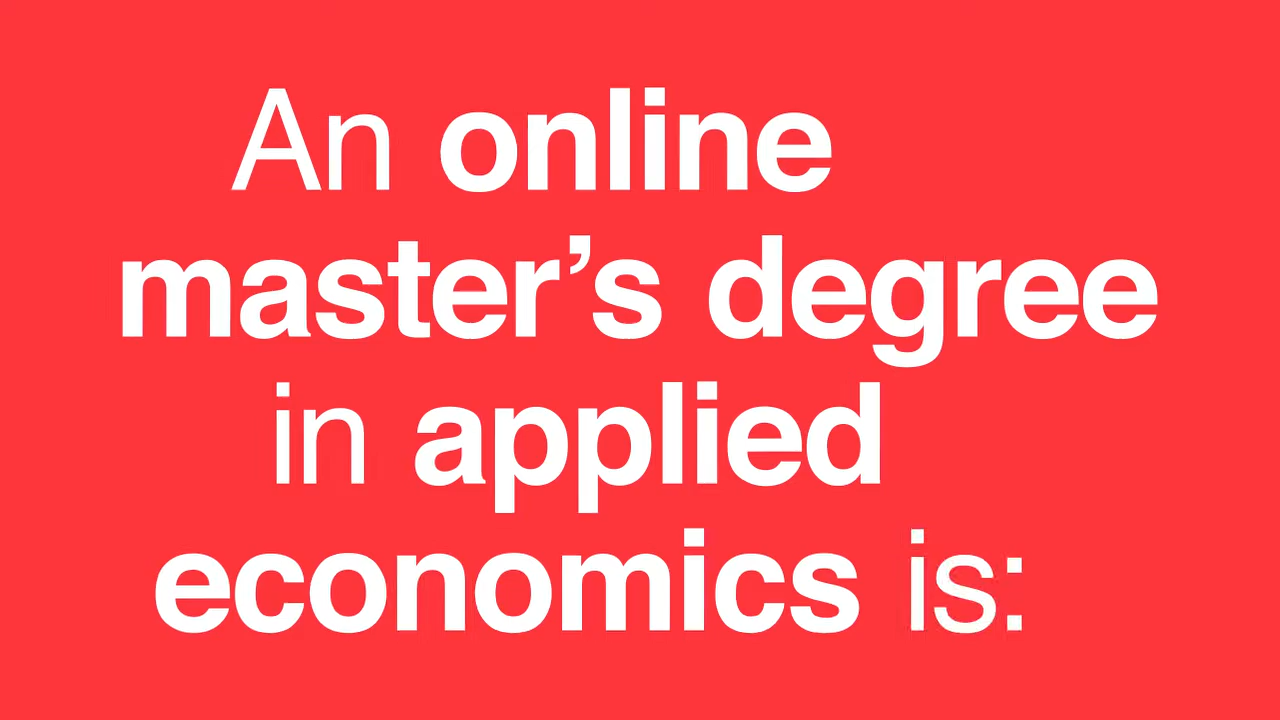 An online
master’s degree
in applied
economics is: